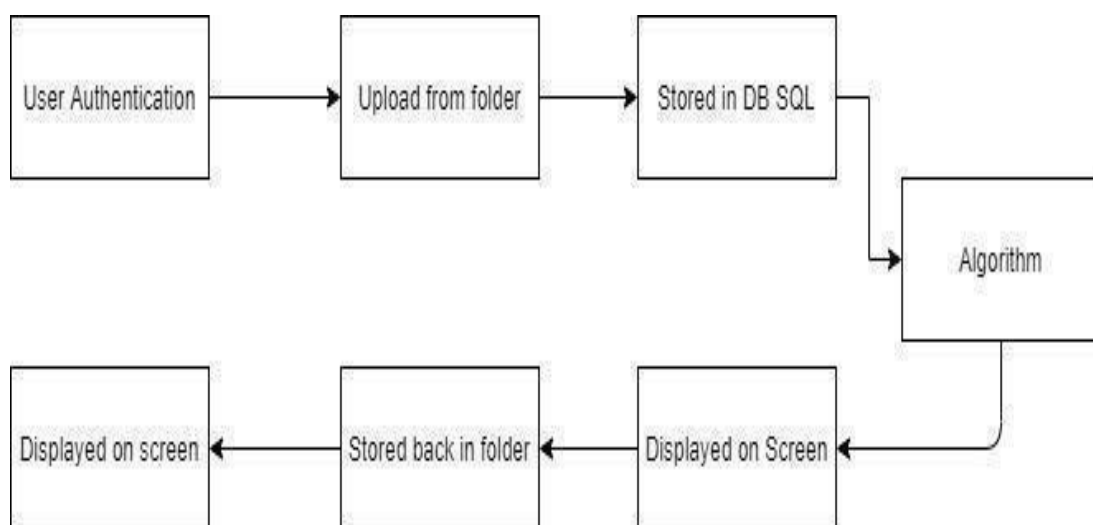 User Authentication
Upload from folder
Stored in DB SQL
Algorithm
Displayed on screen
Stored back in folder
Displayed on Screen